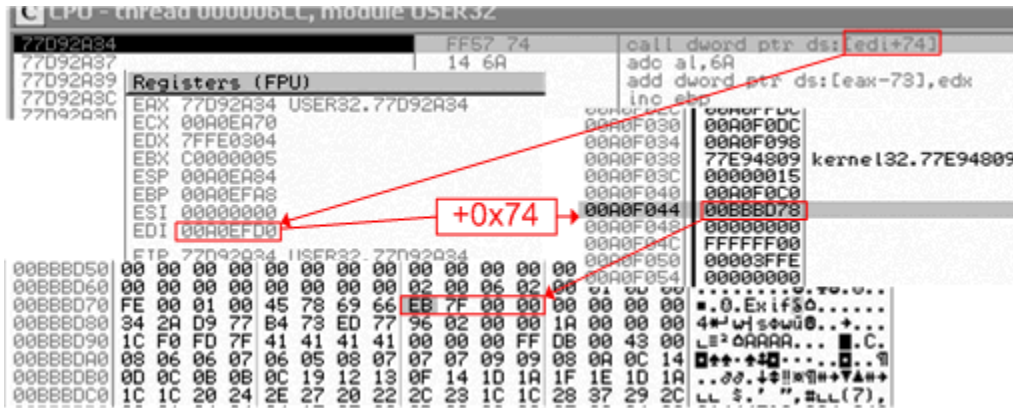 C CPU - thread 000006CC, module USER32
77D92A34 FF57 74 call dword ptr ds:[edi+74]
77D92A37 14 6A adc al,6A
77D92A39 add dword ptr ds:[eax-73],edx
77D92A3C inc ebp
77D92A3D
Registers (FPU)
EAX 77D92A34 USER32.77D92A34
ECX 00A0EA70
EDX 7FFE0304
EBX C0000005
ESP 00A0EA84
EBP 00A0EFA8
ESI 00000000
EDI 00A0EFD0
EIP 77D92A34 USER32.77D92A34
+0x74
00A0F02C 00A0FFDC
00A0F030 00A0F0DC
00A0F034 00A0F098
00A0F038 77E94809 kernel32.77E94809
00A0F03C 00000015
00A0F040 00A0F0C0
00A0F044 00BBBD78
00A0F048 00000000
00A0F04C FFFFFF00
00A0F050 00003FFE
00A0F054 00000000
00BBBD50 00 00 00 00 00 00 00 00 00 00 00 00 00
00BBBD60 00 00 00 00 00 00 00 00 02 00 06 02 00 01 0D 00
00BBBD70 FE 00 01 00 45 78 69 66 EB 7F 00 00 00 00 00 00
00BBBD80 34 2A D9 77 B4 73 ED 77 96 02 00 00 1A 00 00 00
00BBBD90 1C F0 FD 7F 41 41 41 41 00 00 00 FF DB 00 43 00
00BBBDA0 08 06 06 07 06 05 08 07 07 07 09 09 08 0A 0C 14
00BBBDB0 0D 0C 0B 0B 0C 19 12 13 0F 14 1D 1A 1F 1E 1D 1A
00BBBDC0 1C 1C 20 24 2E 27 20 22 2C 23 1C 1C 28 37 29 2C